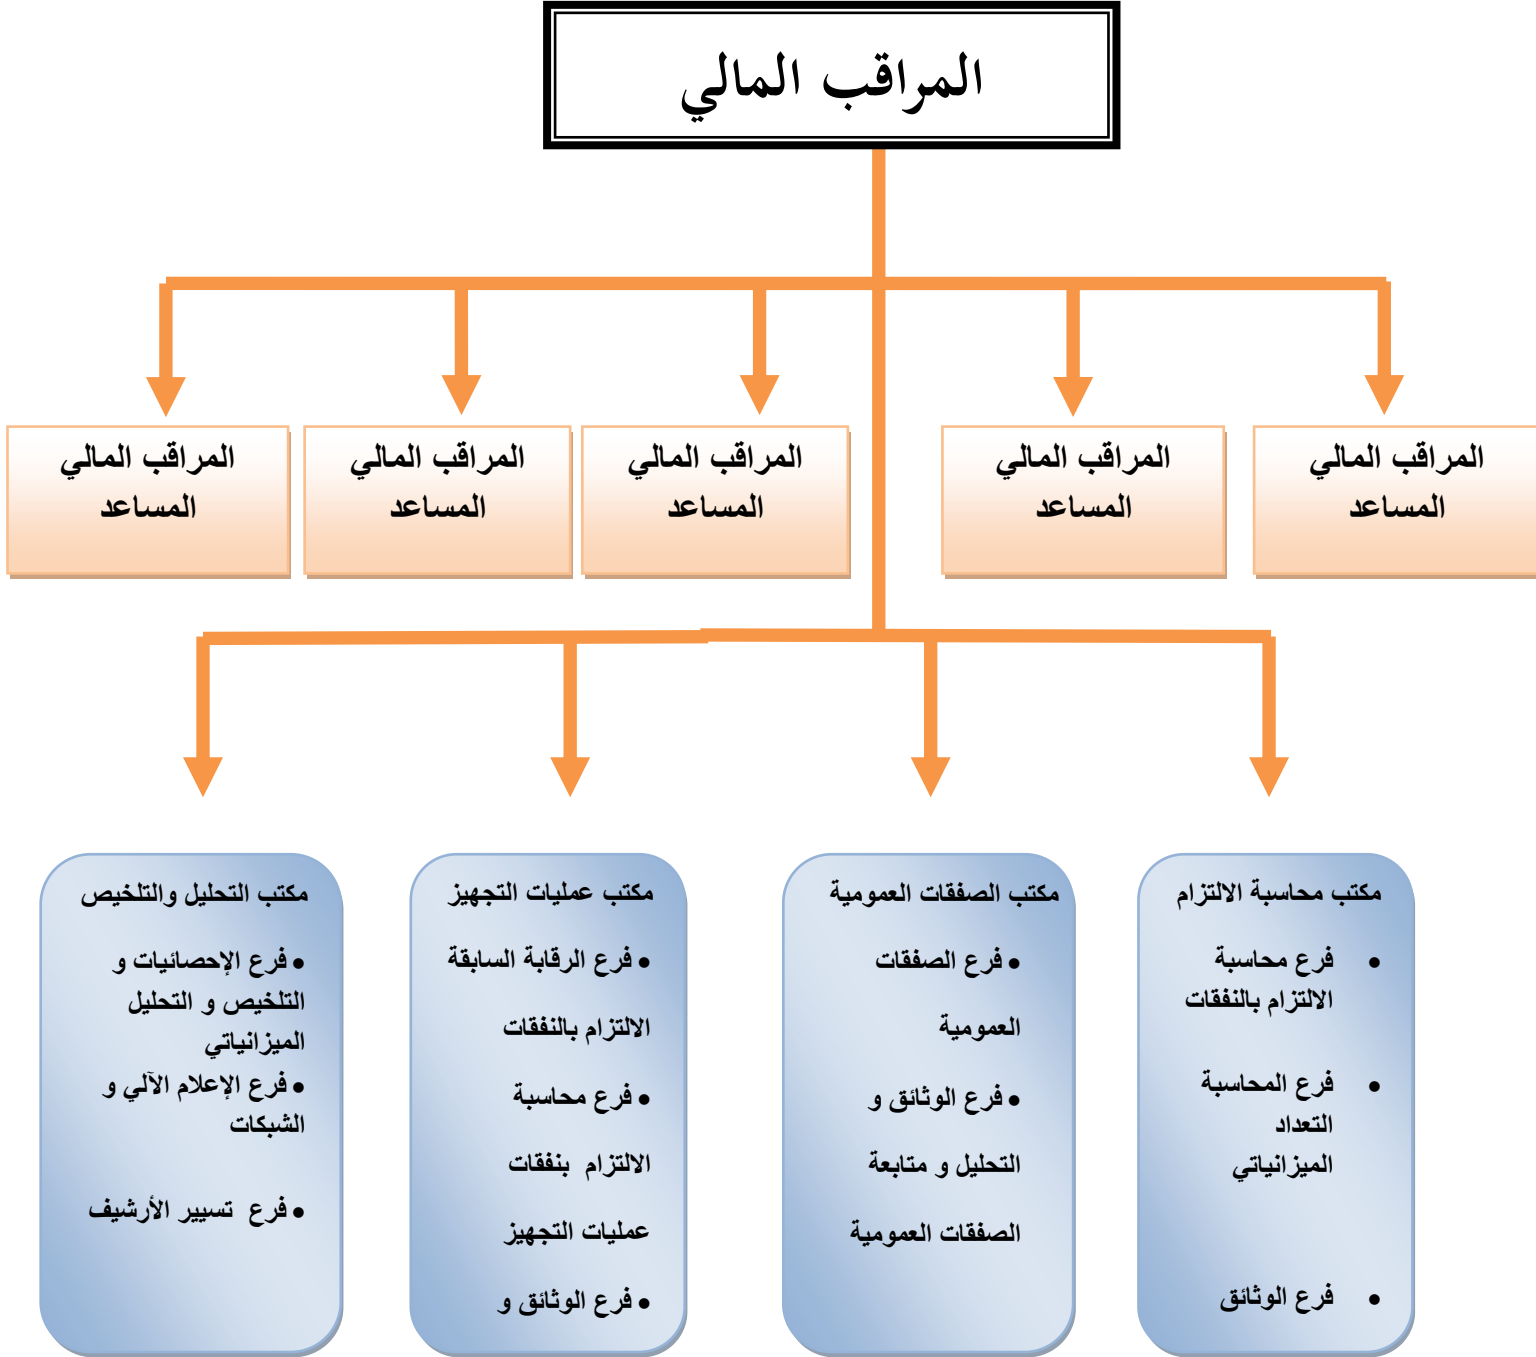 المراقب المالي
المراقب المالي
المساعد
المراقب المالي
المساعد
المراقب المالي
المساعد
المراقب المالي
المساعد
المراقب المالي
المساعد
مكتب محاسبة الالتزام
• فرع محاسبة
الالتزام بالنفقات
• فرع المحاسبة
التعداد
الميزانياتي
• فرع الوثائق
مكتب الصفقات العمومية
• فرع الصفقات
العمومية
• فرع الوثائق و
التحليل و متابعة
الصفقات العمومية
مكتب عمليات التجهيز
• فرع الرقابة السابقة
الالتزام بالنفقات
• فرع محاسبة
الالتزام بنفقات
عمليات التجهيز
• فرع الوثائق و
مكتب التحليل والتلخيص
• فرع الإحصائيات و
التلخيص و التحليل
الميزانياتي
• فرع الإعلام الآلي و
الشبكات
• فرع تسيير الأرشيف